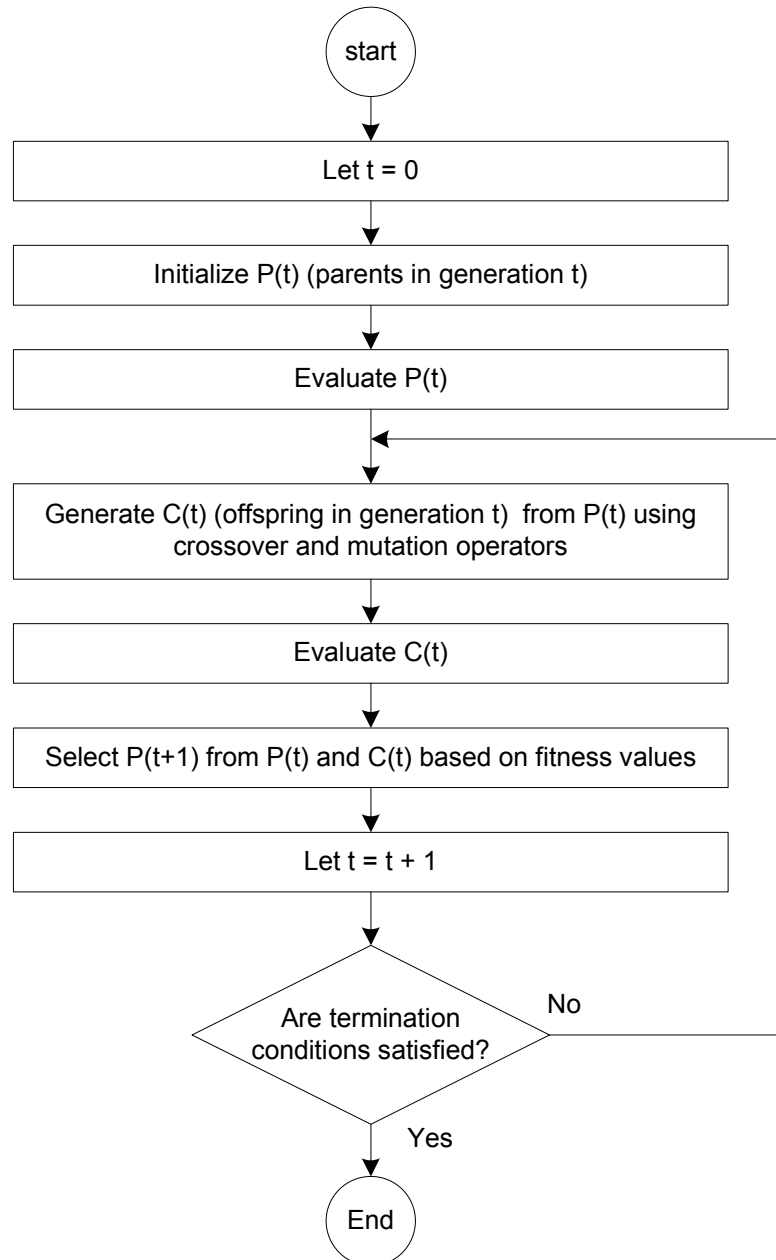 start
Let t = 0
Initialize P(t) (parents in generation t)
Evaluate P(t)
Generate C(t) (offspring in generation t) from P(t) using
crossover and mutation operators
Evaluate C(t)
Select P(t+1) from P(t) and C(t) based on fitness values
Let t = t + 1
Are termination
conditions satisfied?
No
Yes
End